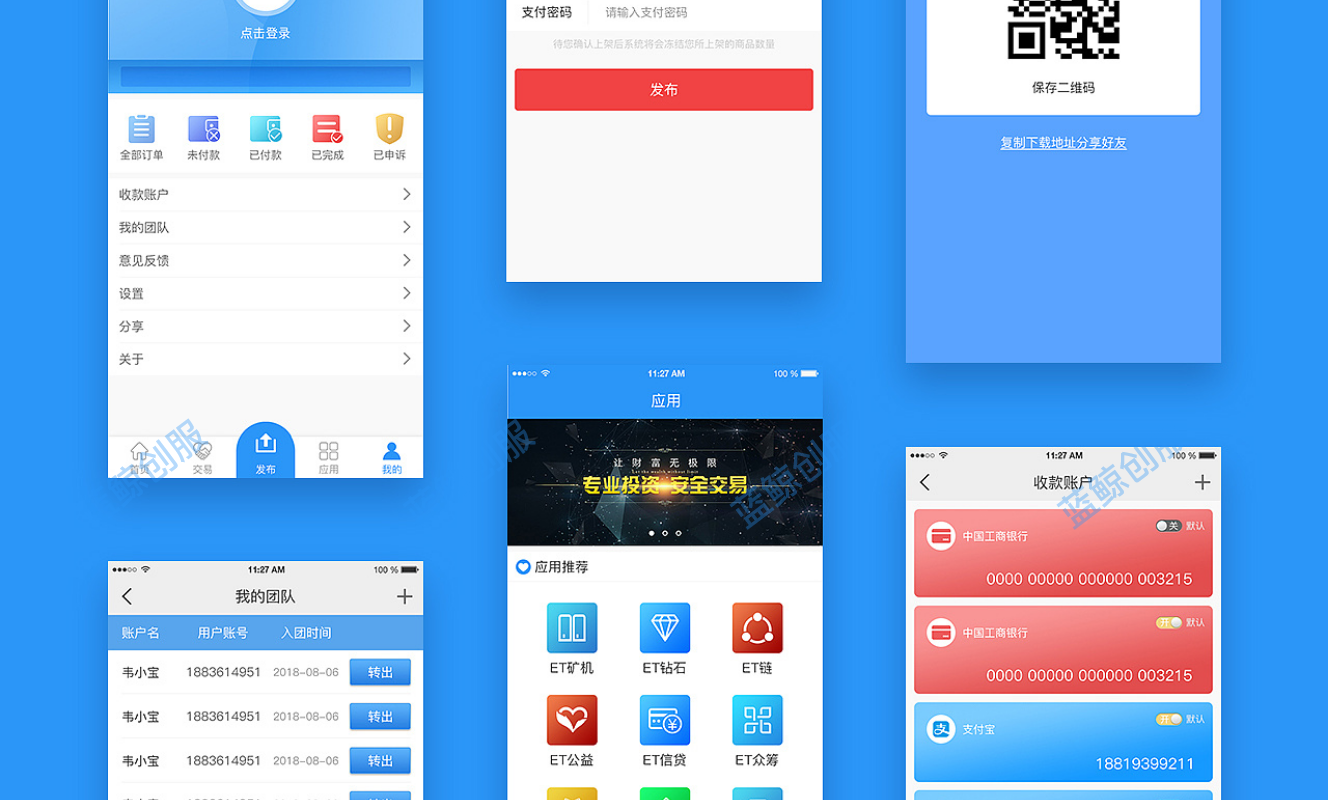 点击登录
全部订单 未付款 已付款 已完成 已申诉
收款账户
我的团队
意见反馈
设置
分享
关于
首页 交易 发布 应用 我的
蓝鲸创服
11:27 AM 100 %
我的团队
账户名 用户账号 入团时间
韦小宝 1883614951 2018-08-06 转出
韦小宝 1883614951 2018-08-06 转出
韦小宝 1883614951 2018-08-06 转出
支付密码 请输入支付密码
待您确认上架后系统将会冻结您所上架的商品数量
发布
11:27 AM 100 %
应用
让财富无极限
Let the wealth without limit
专业投资 安全交易
蓝鲸创服
应用推荐
ET矿机 ET钻石 ET链
ET公益 ET信贷 ET众筹
保存二维码
复制下载地址分享好友
11:27 AM 100 %
收款账户
蓝鲸创服
中国工商银行 关 默认
0000 00000 000000 003215
中国工商银行 开 默认
0000 00000 000000 003215
支付宝 开 默认
18819399211